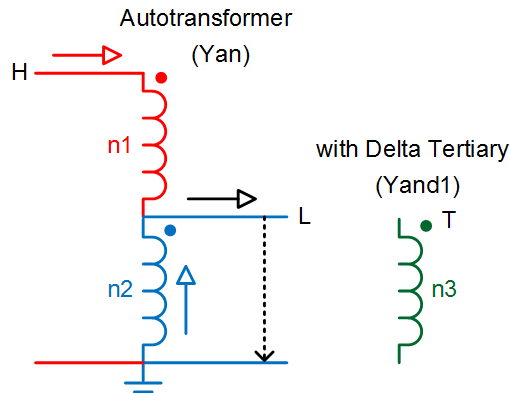 Autotransformer
(Yan)
H
n1
with Delta Tertiary
(Yand1)
L
T
n2
n3